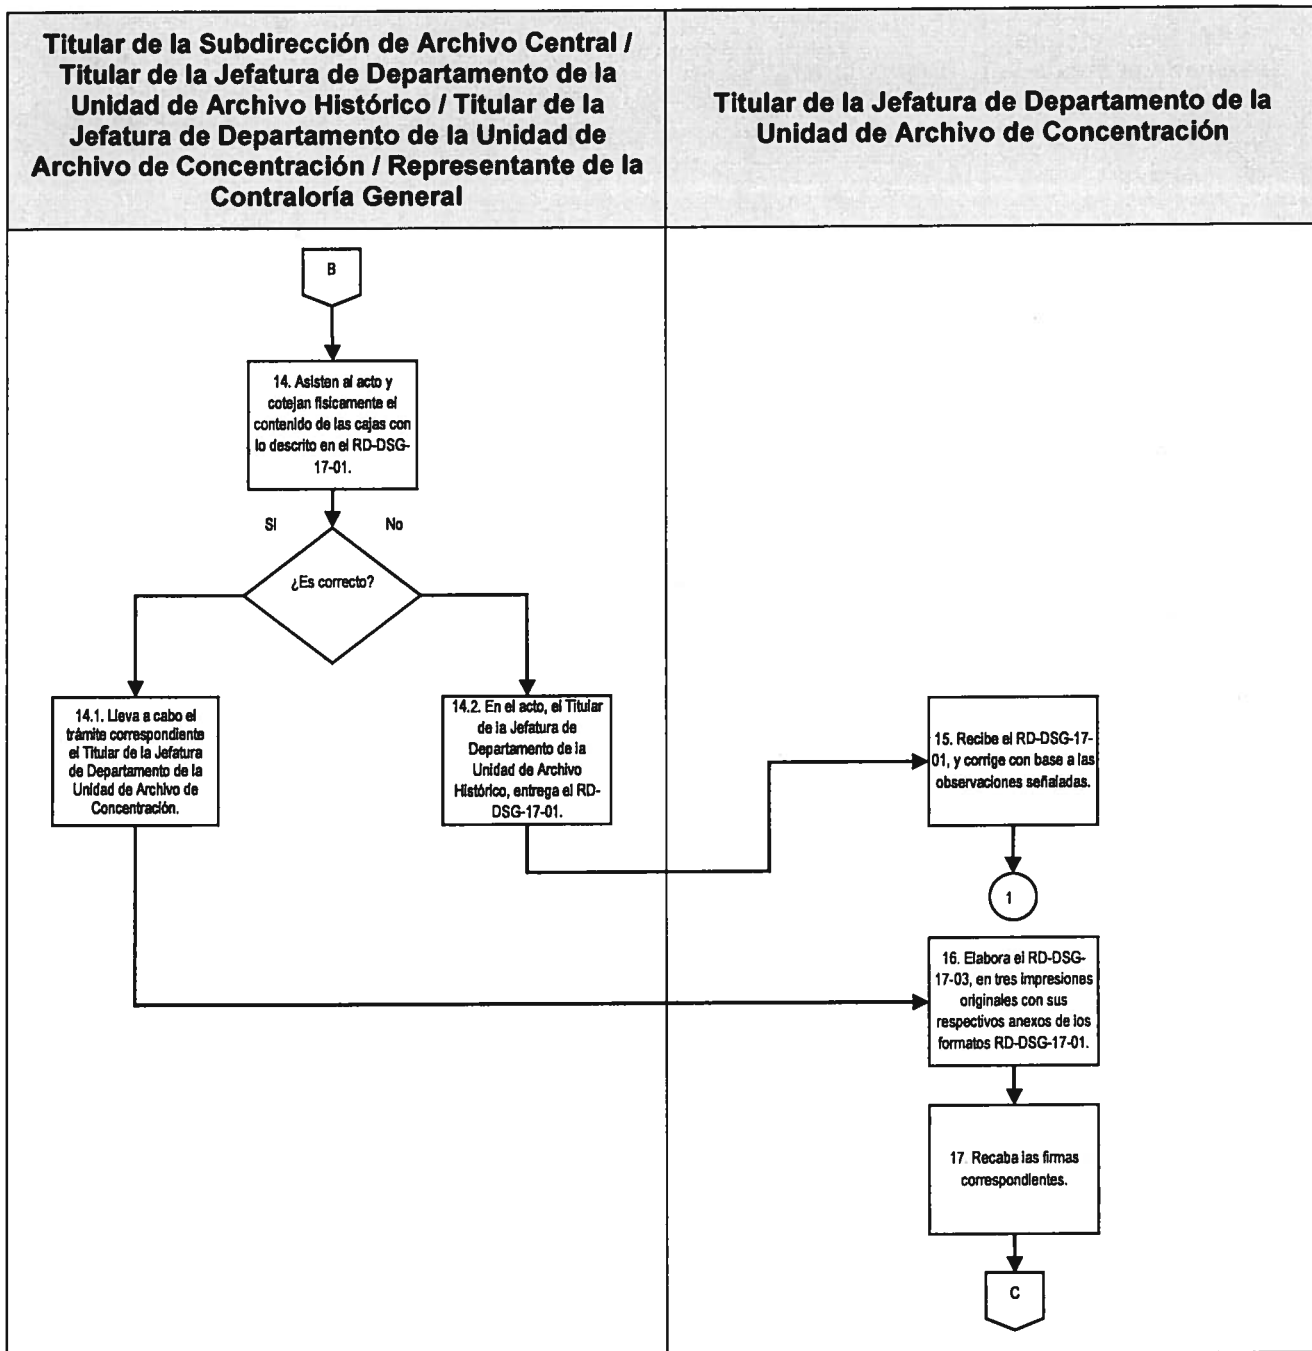 Titular de la Subdirección de Archivo Central /
Titular de la Jefatura de Departamento de la
Unidad de Archivo Histórico / Titular de la
Jefatura de Departamento de la Unidad de
Archivo de Concentración / Representante de la
Contraloría General
Titular de la Jefatura de Departamento de la
Unidad de Archivo de Concentración
B
14. Asisten al acto y
cotejan físicamente el
contenido de las cajas con
lo descrito en el RD-DSG-
17-01.
Si
No
¿Es correcto?
14.1. Lleva a cabo el
trámite correspondiente
el Titular de la Jefatura
de Departamento de la
Unidad de Archivo de
Concentración.
14.2. En el acto, el Titular
de la Jefatura de
Departamento de la
Unidad de Archivo
Histórico, entrega el RD-
DSG-17-01.
15. Recibe el RD-DSG-17-
01, y corrige con base a las
observaciones señaladas.
1
16. Elabora el RD-DSG-
17-03, en tres impresiones
originales con sus
respectivos anexos de los
formatos RD-DSG-17-01.
17. Recaba las firmas
correspondientes.
C